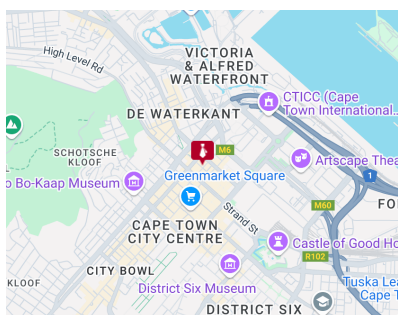 VICTORIA
& ALFRED
WATERFRONT
High Level Rd
CTICC (Cape
Town International...
DE WATERKANT
SCHOTSCHE
KLOOF
M6
Artscape Thea
o Bo-Kaap Museum
Greenmarket Square
1
M60
FO
Strand St
CAPE TOWN
CITY CENTRE
Castle of Good Ho
R102
CITY BOWL
KLOOF
District Six Museum
Tuska Lea
Cape T
DISTRICT SIX